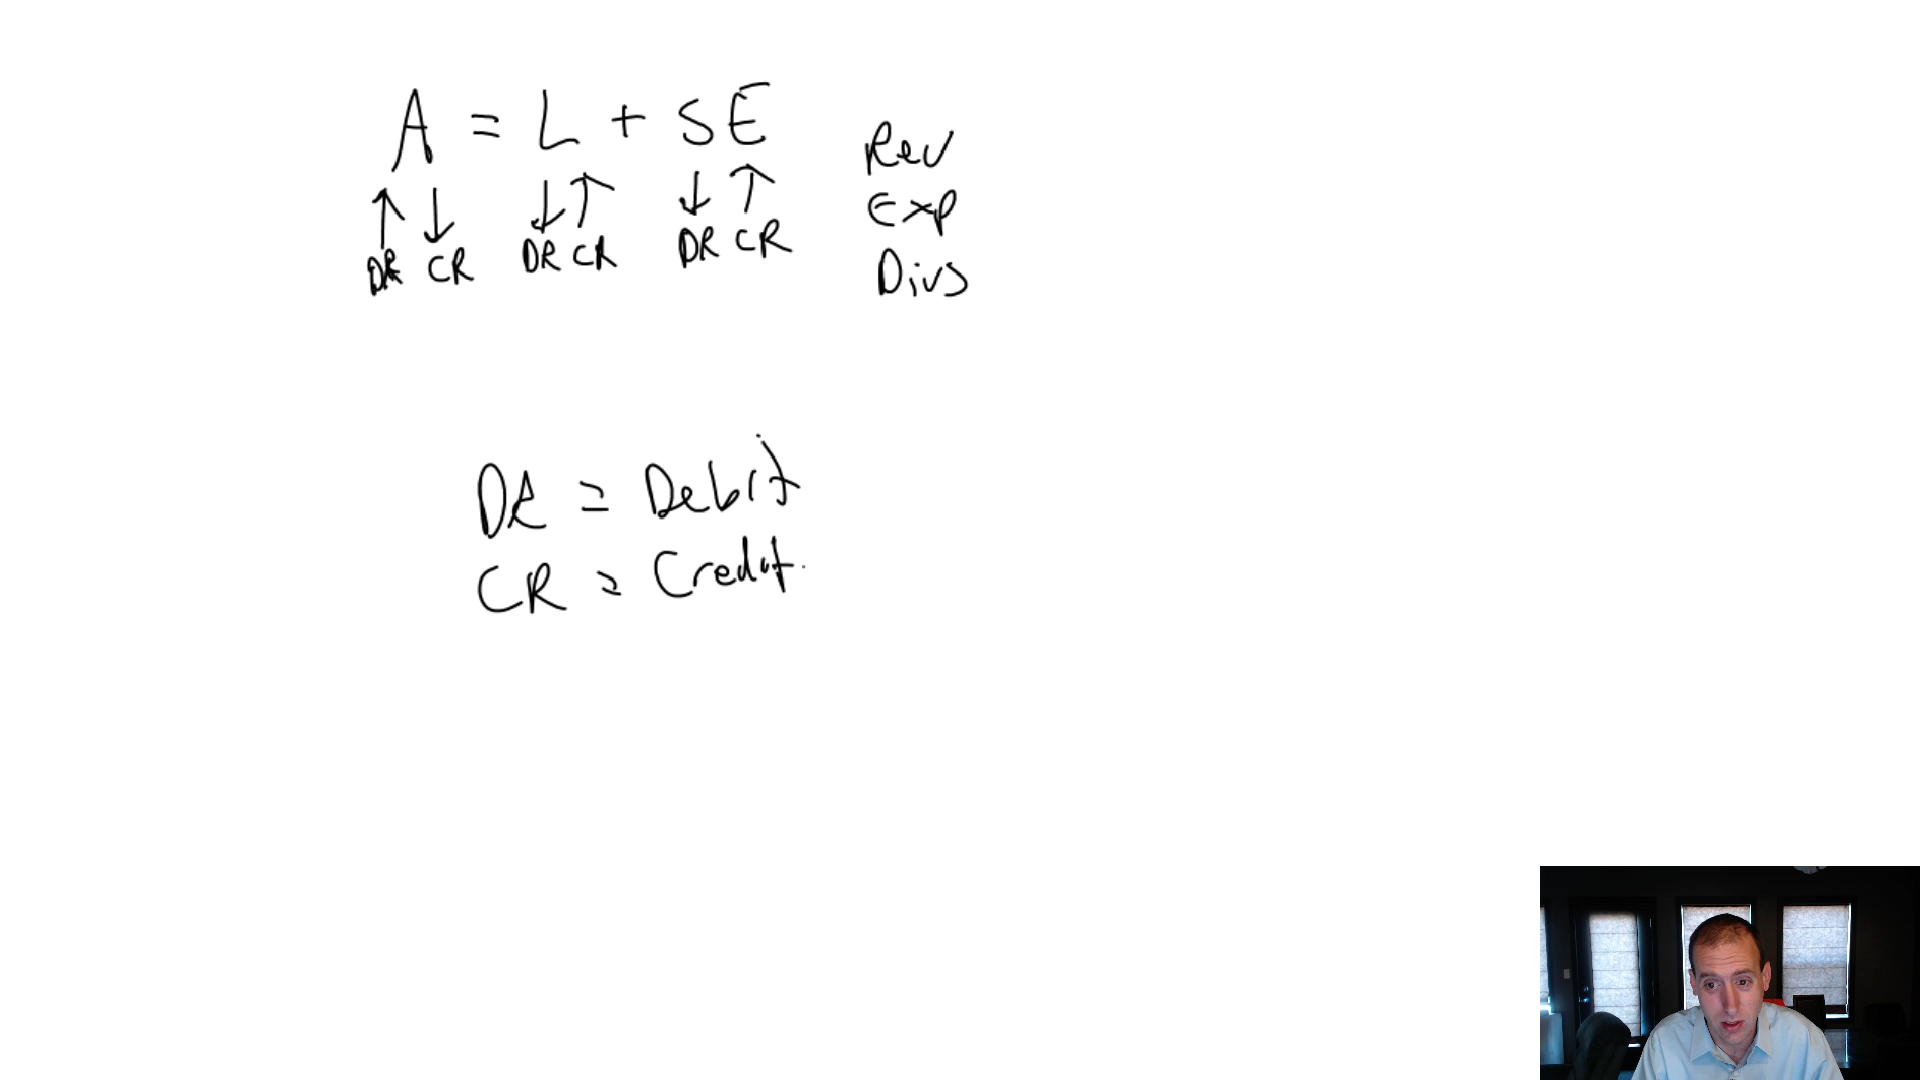 A = L + SE
Rev
↑ ↓ ↓ ↑ ↓ ↑
Exp
DR CR DR CR DR CR
Divs
DR = Debit
CR = Credit